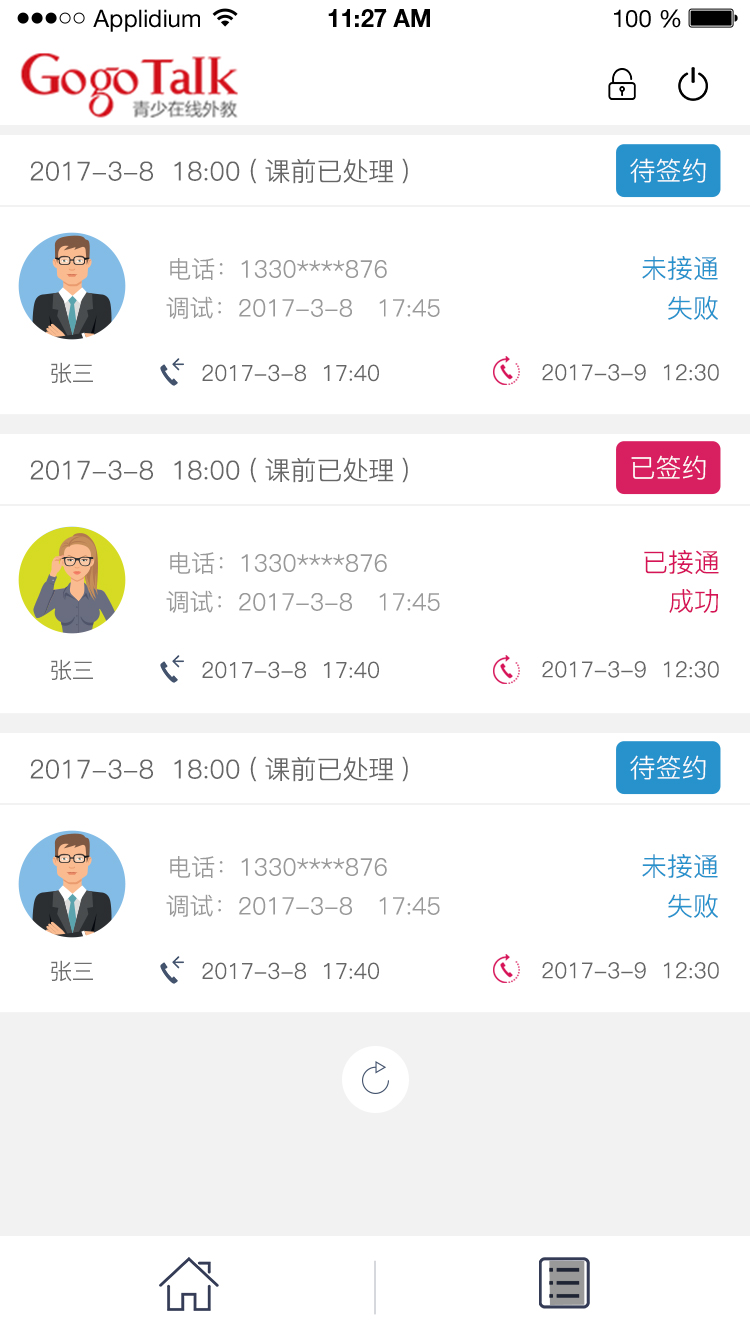 Applidium 11:27 AM 100 %
Gogo Talk
青少在线外教
2017-3-8 18:00 ( 课前已处理 ) 待签约
电话: 1330****876 未接通
调试: 2017-3-8 17:45 失败
张三 2017-3-8 17:40 2017-3-9 12:30
2017-3-8 18:00 ( 课前已处理 ) 已签约
电话: 1330****876 已接通
调试: 2017-3-8 17:45 成功
张三 2017-3-8 17:40 2017-3-9 12:30
2017-3-8 18:00 ( 课前已处理 ) 待签约
电话: 1330****876 未接通
调试: 2017-3-8 17:45 失败
张三 2017-3-8 17:40 2017-3-9 12:30